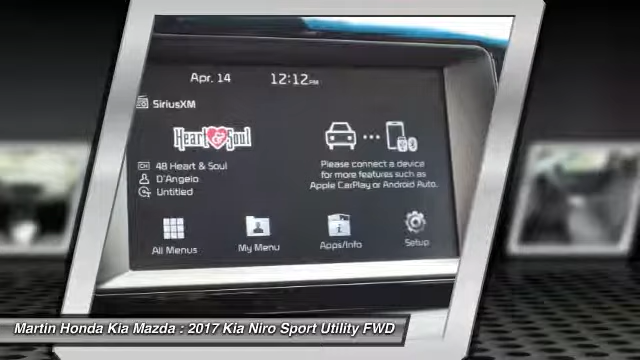 Apr. 14
12:12PM
SiriusXM
Heart & Soul
CH 48 Heart & Soul
D'Angelo
Untitled
Please connect a device
for more features such as
Apple CarPlay or Android Auto.
All Menus
My Menu
Apps/Info
Setup
Martin Honda Kia Mazda : 2017 Kia Niro Sport Utility FWD